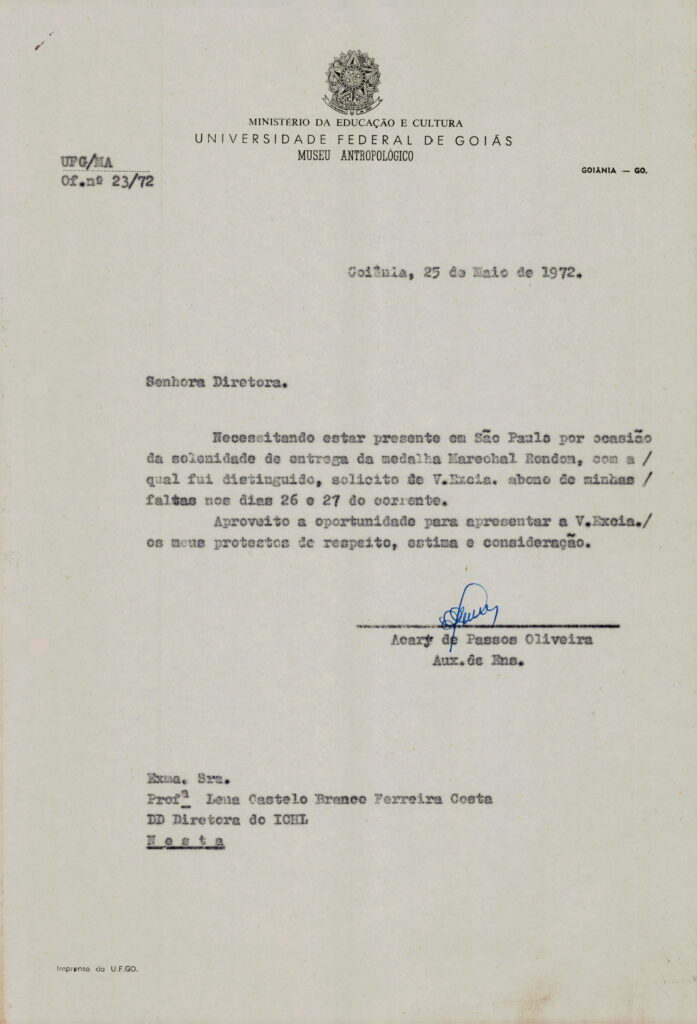 MINISTÉRIO DA EDUCAÇÃO E CULTURA
UNIVERSIDADE FEDERAL DE GOIÁS
MUSEU ANTROPOLÓGICO
GOIÂNIA — GO.
UFG/MA
Of.nº 23/72
Goiânia, 25 de Maio de 1972.
Senhora Diretora.
Necessitando estar presente em São Paulo por ocasião
da solenidade de entrega da medalha Marechal Rondon, com a /
qual fui distinguido, solicito de V.Excia. abono de minhas /
faltas nos dias 26 e 27 do corrente.
Aproveito a oportunidade para apresentar a V.Excia./
os meus protestos de respeito, estima e consideração.
Acary de Passos Oliveira
Aux.de Ens.
Exma. Sra.
Profª Lena Castelo Branco Ferreira Costa
DD Diretora do ICHL
N e s t a
Imprensa da U.F.GO.